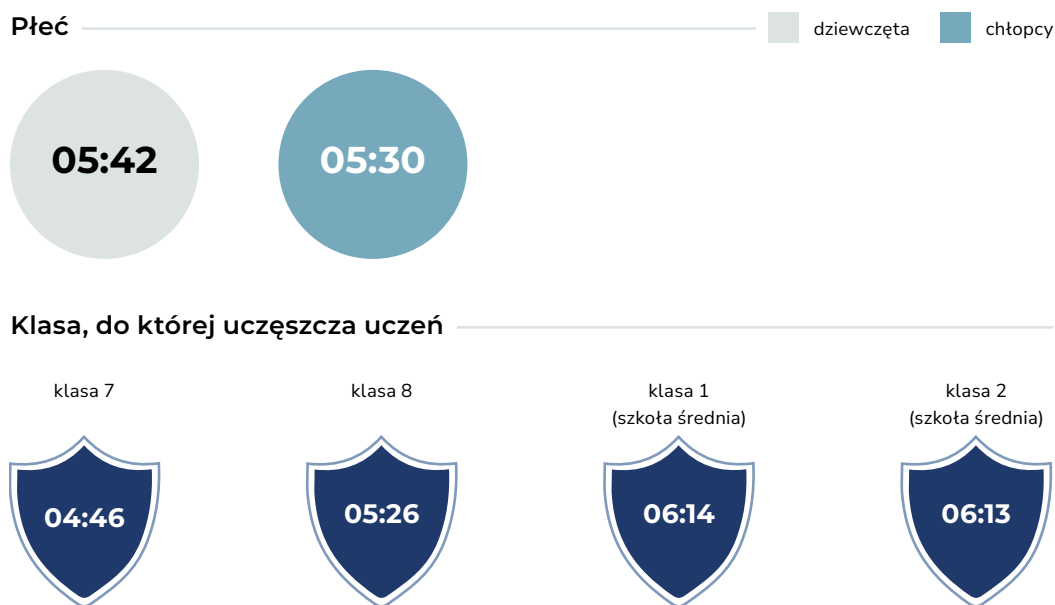 Płeć
dziewczęta
chłopcy
05:42
05:30
Klasa, do której uczęszcza uczeń
klasa 7
klasa 8
klasa 1
(szkoła średnia)
klasa 2
(szkoła średnia)
04:46
05:26
06:14
06:13